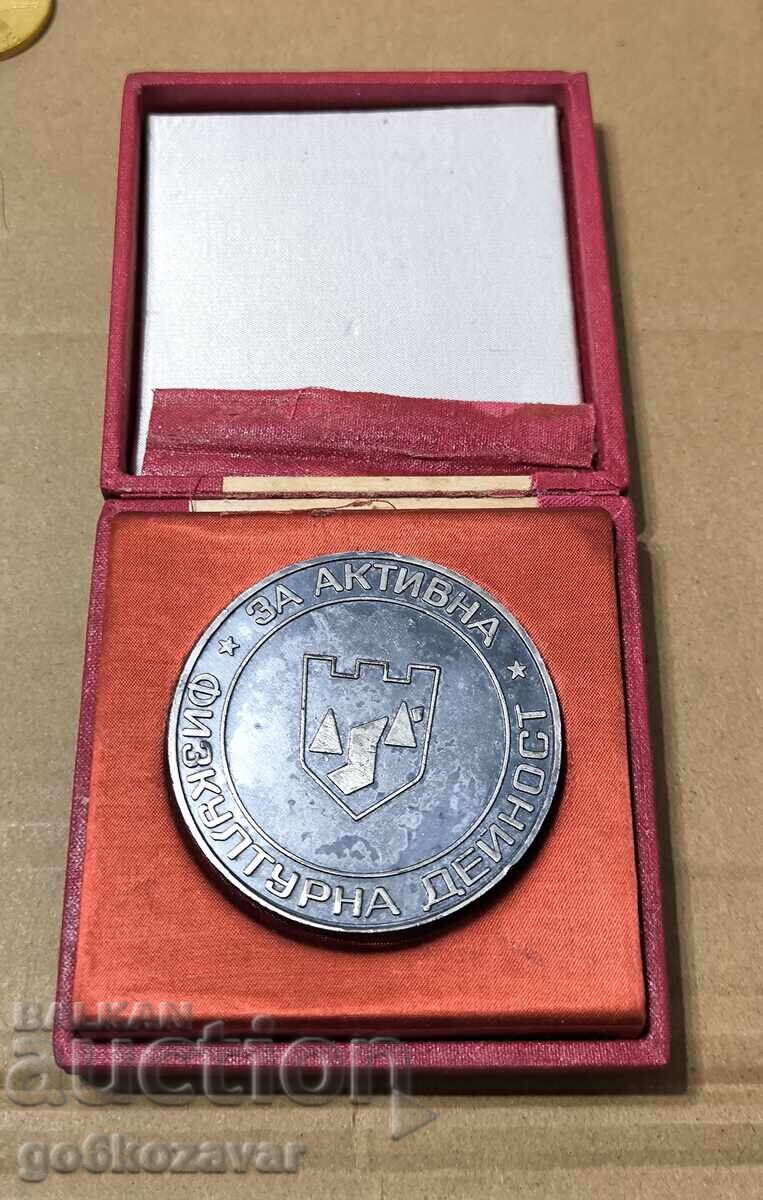 ★ ЗА АКТИВНА ★
ФИЗКУЛТУРНА ДЕЙНОСТ
BALKAN
auction
go6kozavar